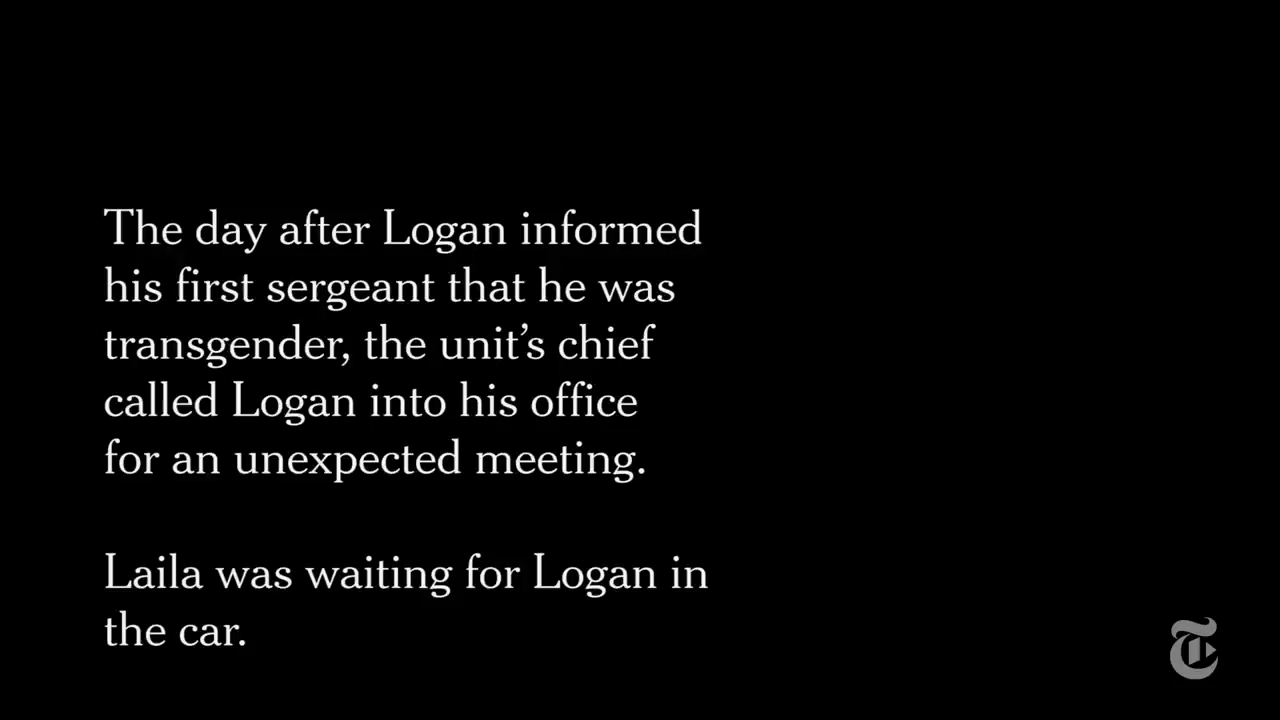 The day after Logan informed
his first sergeant that he was
transgender, the unit’s chief
called Logan into his office
for an unexpected meeting.
Laila was waiting for Logan in
the car.
T